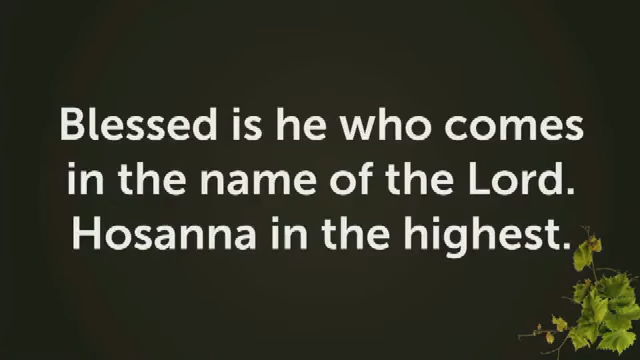 Blessed is he who comes
in the name of the Lord.
Hosanna in the highest.